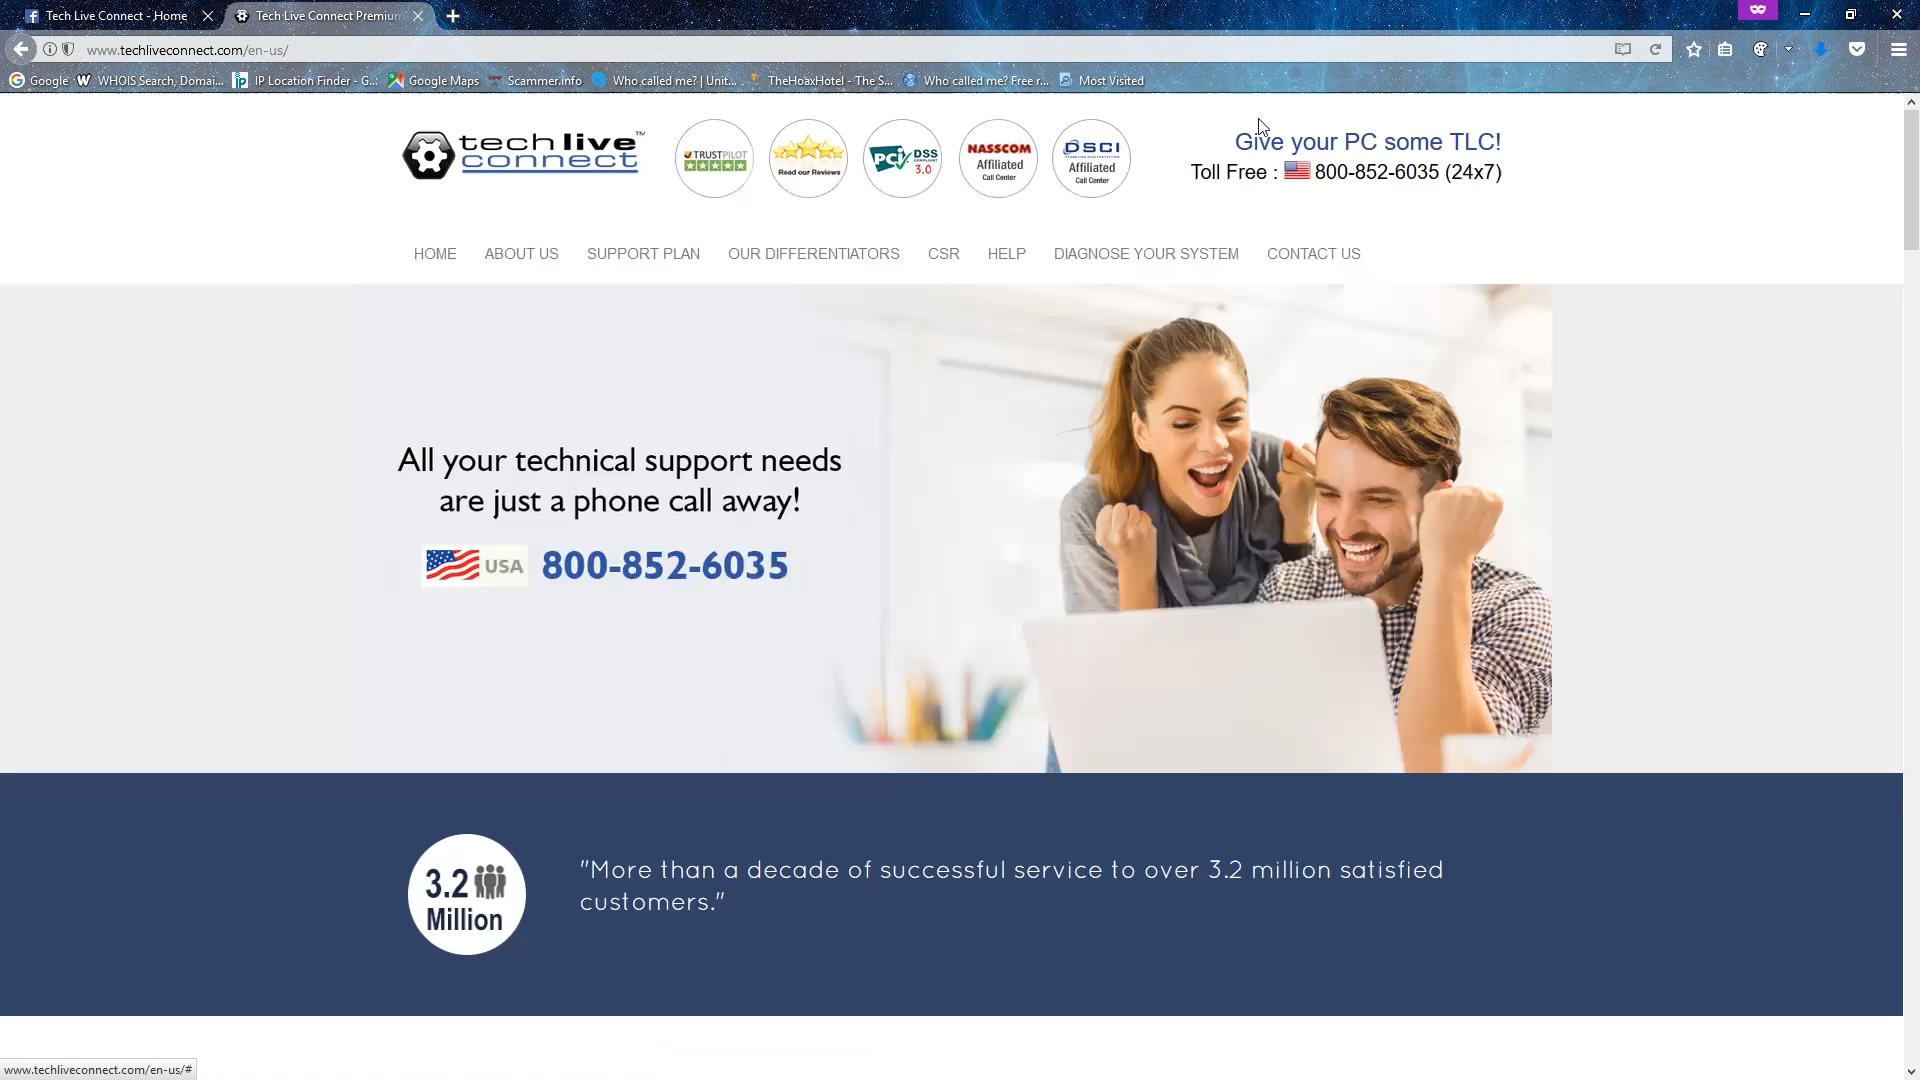 Tech Live Connect - Home
Tech Live Connect Premium
www.techliveconnect.com/en-us/
Google
WHOIS Search, Domai...
IP Location Finder - G...
Google Maps
Scammer.info
Who called me? | Unit...
TheHoaxHotel - The S...
Who called me? Free r...
Most Visited
tech live™
connect
TRUSTPILOT
Read our Reviews
PCi DSS
COMPLIANT
3.0
NASSCOM
Affiliated
Call Center
DSCI
Affiliated
Call Center
Give your PC some TLC!
Toll Free : 800-852-6035 (24x7)
HOME
ABOUT US
SUPPORT PLAN
OUR DIFFERENTIATORS
CSR
HELP
DIAGNOSE YOUR SYSTEM
CONTACT US
All your technical support needs
are just a phone call away!
USA 800-852-6035
3.2
Million
"More than a decade of successful service to over 3.2 million satisfied
customers."
www.techliveconnect.com/en-us/#